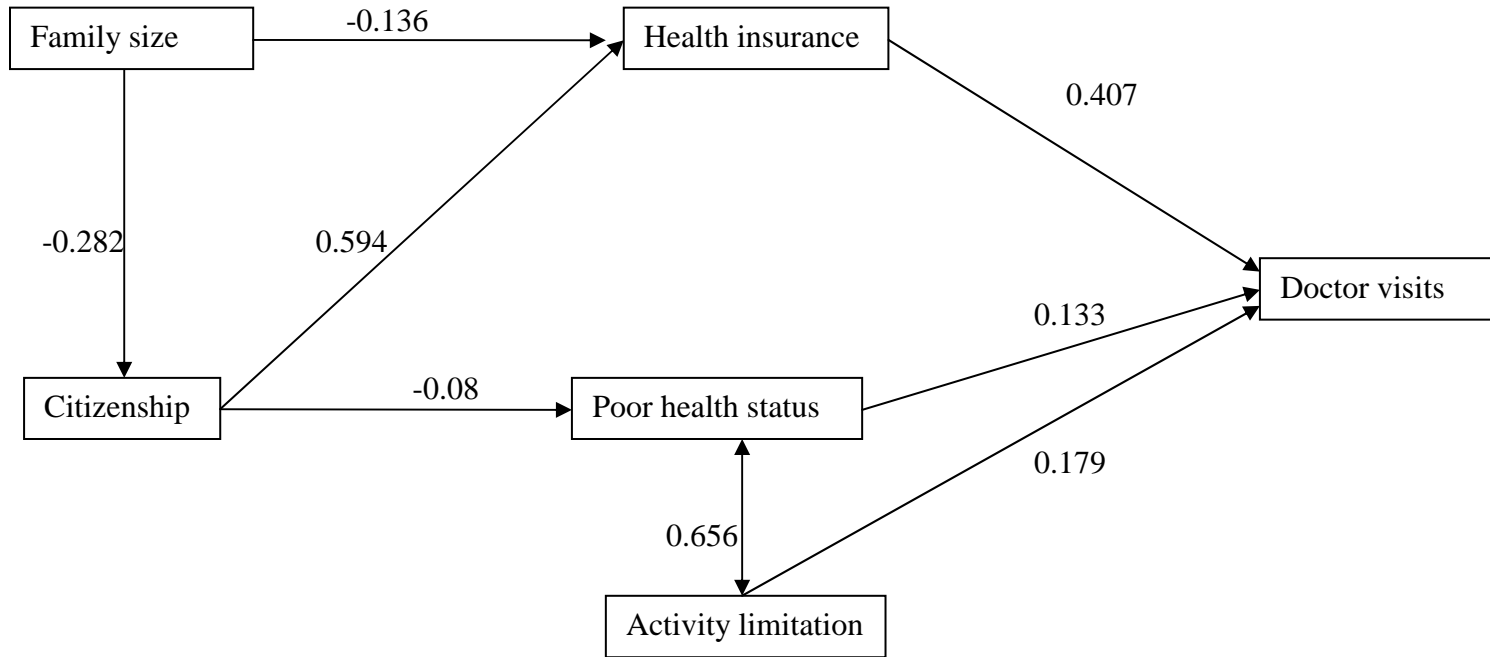 Family size
-0.136
Health insurance
0.407
-0.282
0.594
Doctor visits
0.133
Citizenship
-0.08
Poor health status
0.179
0.656
Activity limitation